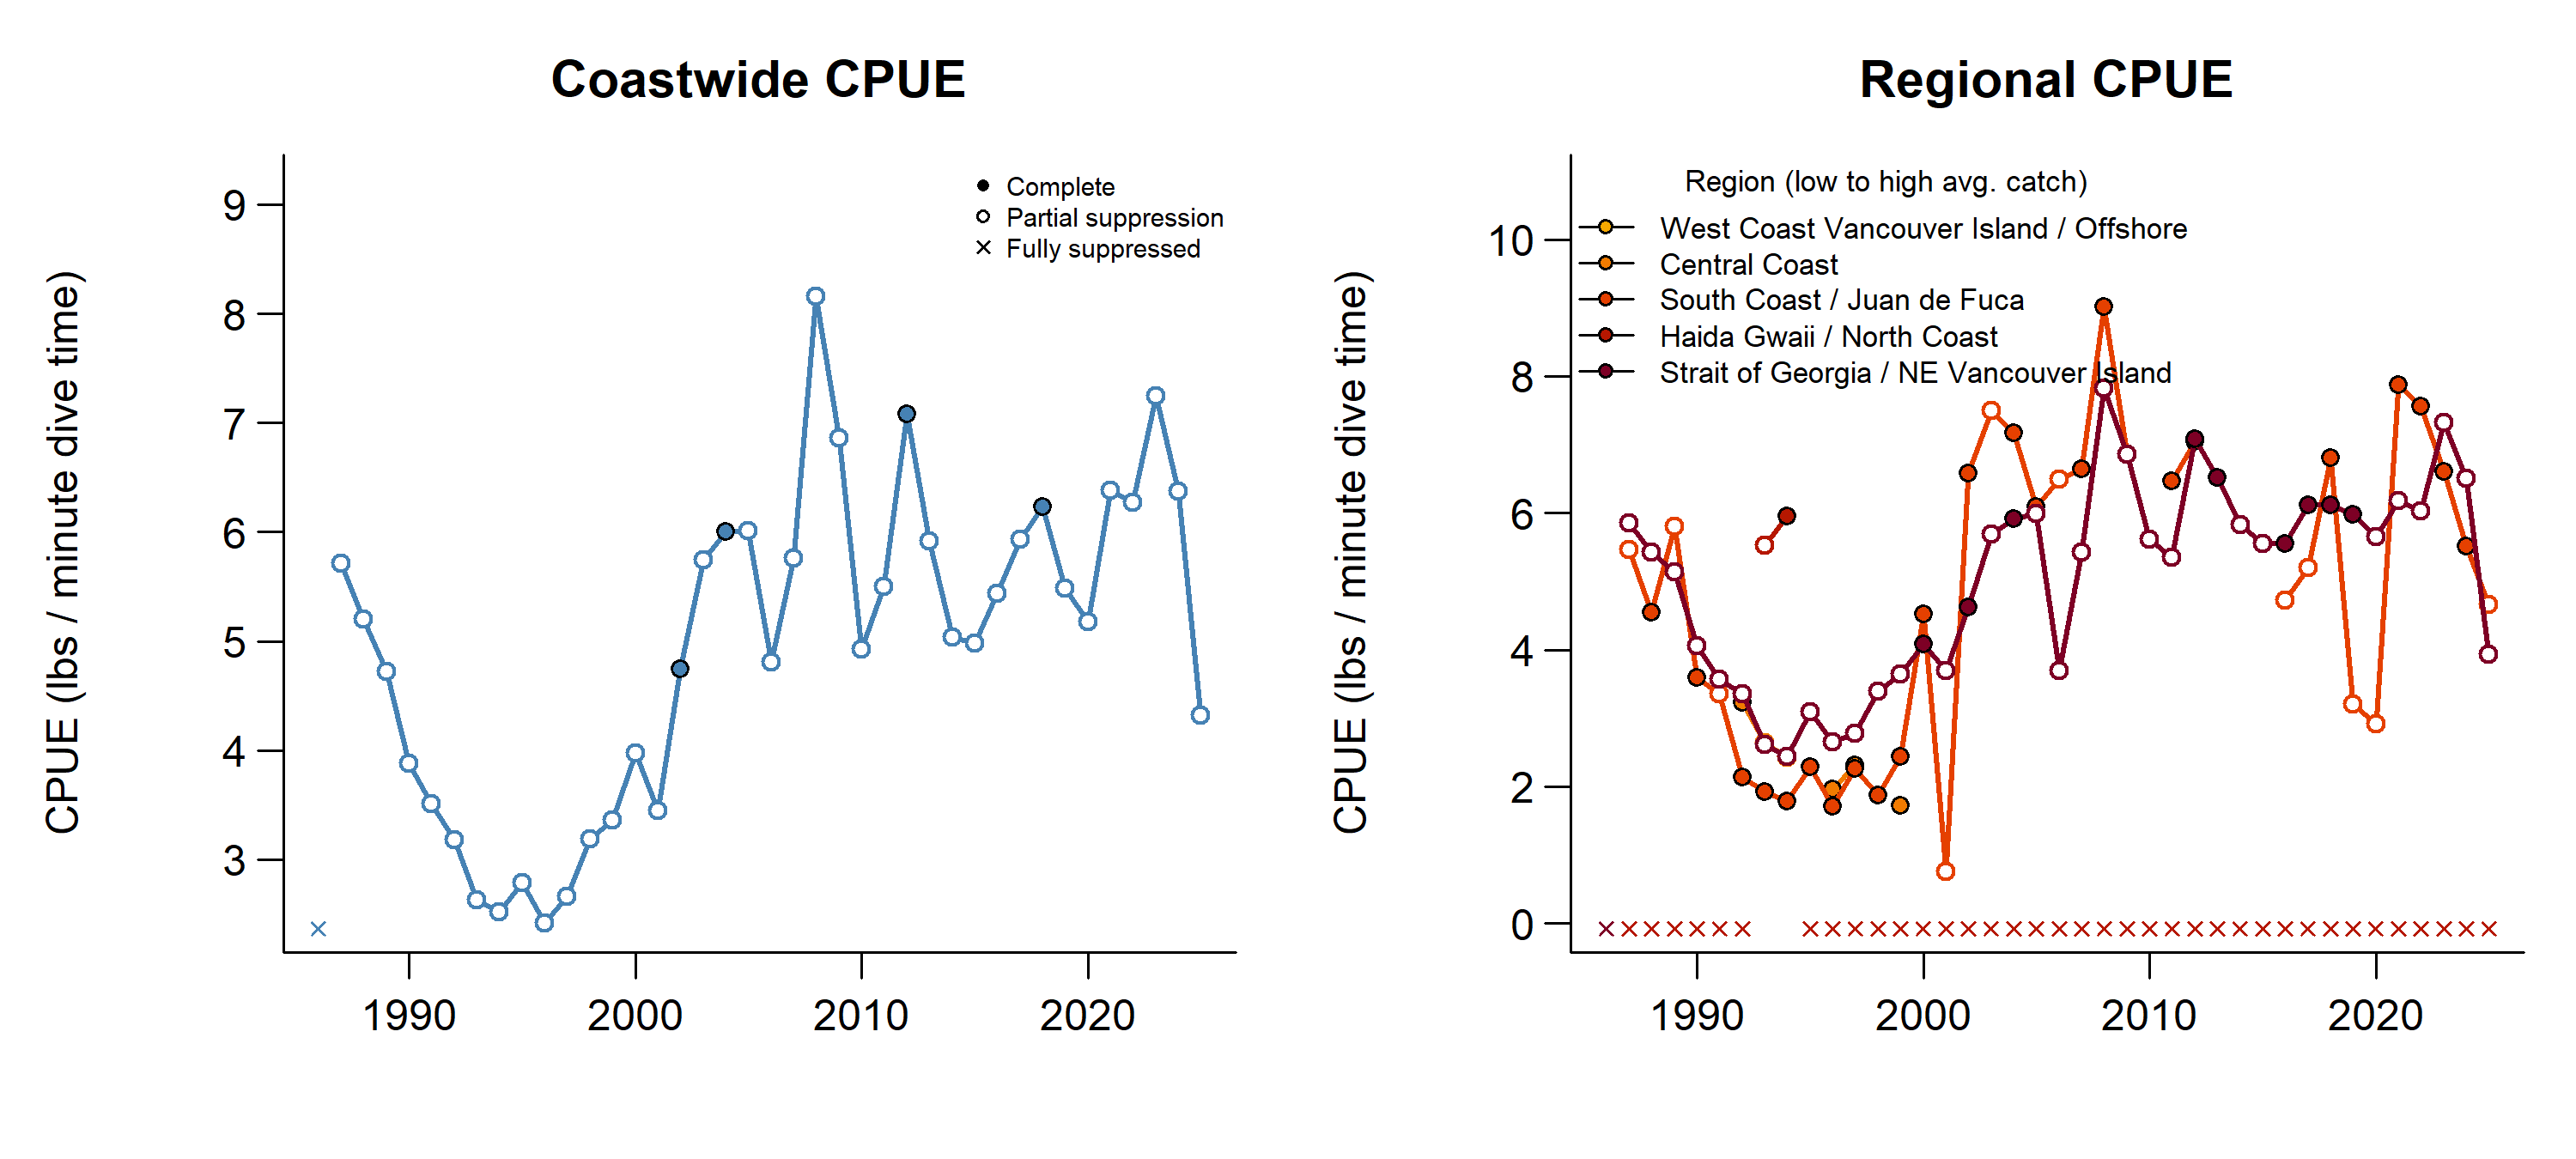 Coastwide CPUE
CPUE (lbs / minute dive time)
9
8
7
6
5
4
3
Complete
Partial suppression
Fully suppressed
1990 2000 2010 2020
Regional CPUE
CPUE (lbs / minute dive time)
10
8
6
4
2
0
Region (low to high avg. catch)
West Coast Vancouver Island / Offshore
Central Coast
South Coast / Juan de Fuca
Haida Gwaii / North Coast
Strait of Georgia / NE Vancouver Island
1990 2000 2010 2020